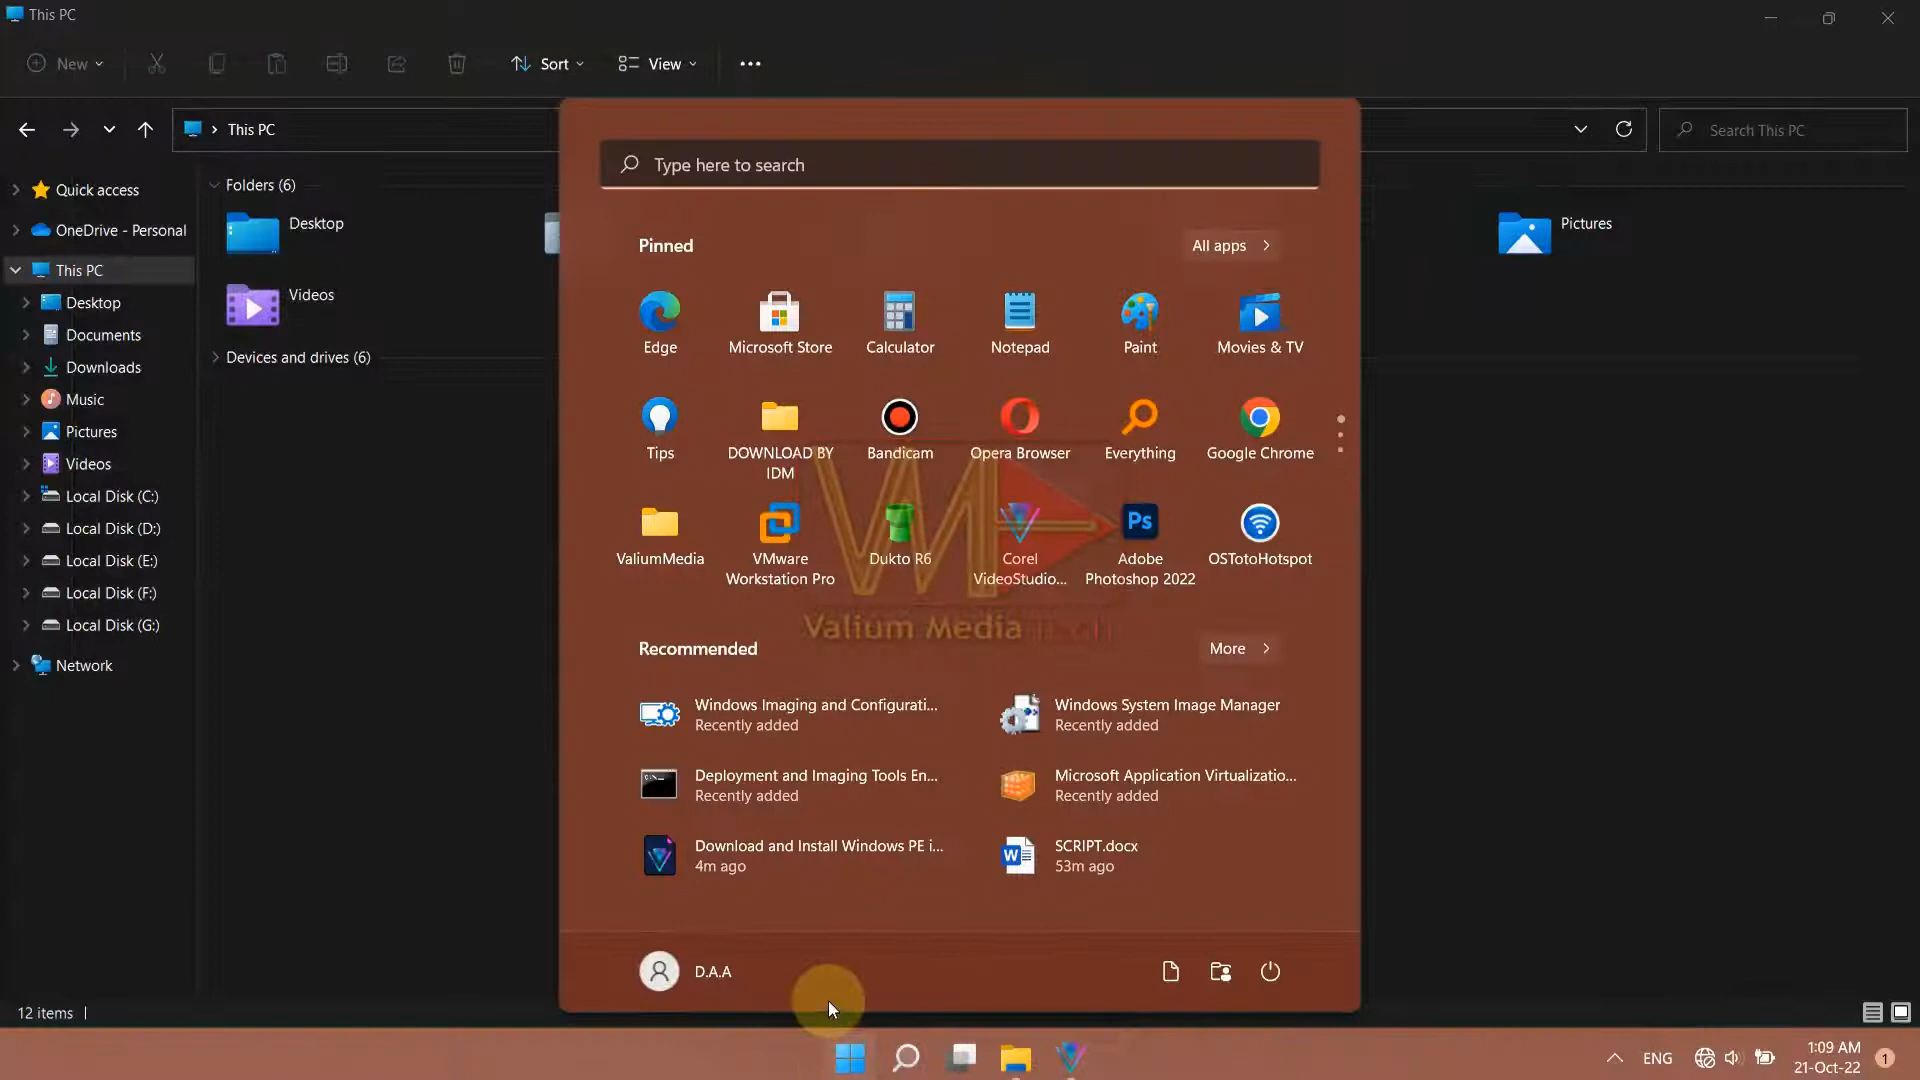 This PC
New
Sort
View
This PC
Search This PC
Type here to search
Quick access
OneDrive - Personal
This PC
Desktop
Documents
Downloads
Music
Pictures
Videos
Local Disk (C:)
Local Disk (D:)
Local Disk (E:)
Local Disk (F:)
Local Disk (G:)
Network
Folders (6)
Desktop
Pictures
Videos
Devices and drives (6)
Pinned
All apps
Edge
Microsoft Store
Calculator
Notepad
Paint
Movies & TV
Tips
DOWNLOAD BY
IDM
Bandicam
Opera Browser
Everything
Google Chrome
ValiumMedia
VMware
Workstation Pro
Dukto R6
Corel
VideoStudio...
Ps
Adobe
Photoshop 2022
OSTotoHotspot
VM
Valium Media Tech
Recommended
More
Windows Imaging and Configurati...
Recently added
Windows System Image Manager
Recently added
Deployment and Imaging Tools En...
Recently added
Microsoft Application Virtualizatio...
Recently added
Download and Install Windows PE i...
4m ago
W
SCRIPT.docx
53m ago
D.A.A
12 items
ENG
1:09 AM
21-Oct-22
1